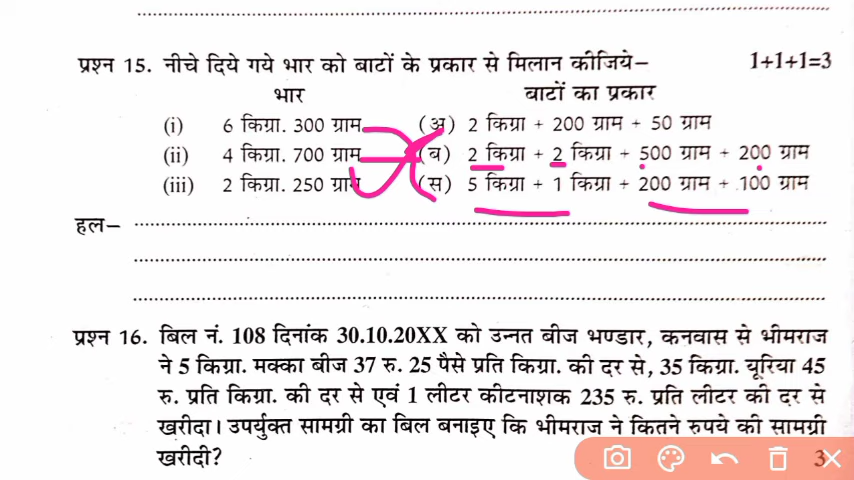 प्रश्न 15. नीचे दिये गये भार को बाटों के प्रकार से मिलान कीजिये– 1+1+1=3
भार बाटों का प्रकार
(i) 6 किग्रा. 300 ग्राम (अ) 2 किग्रा + 200 ग्राम + 50 ग्राम
(ii) 4 किग्रा. 700 ग्राम (ब) 2 किग्रा + 2 किग्रा + 500 ग्राम + 200 ग्राम
(iii) 2 किग्रा. 250 ग्राम (स) 5 किग्रा + 1 किग्रा + 200 ग्राम + 100 ग्राम
हल–
प्रश्न 16. बिल नं. 108 दिनांक 30.10.20XX को उन्नत बीज भण्डार, कनवास से भीमराज
ने 5 किग्रा. मक्का बीज 37 रु. 25 पैसे प्रति किग्रा. की दर से, 35 किग्रा. यूरिया 45
रु. प्रति किग्रा. की दर से एवं 1 लीटर कीटनाशक 235 रु. प्रति लीटर की दर से
खरीदा। उपर्युक्त सामग्री का बिल बनाइए कि भीमराज ने कितने रुपये की सामग्री
खरीदी? 3